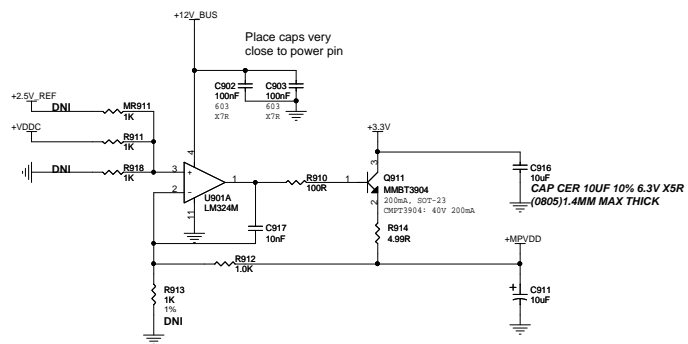 +12V_BUS
Place caps very
close to power pin
C902
100nF
603
X7R
C903
100nF
603
X7R
+2.5V_REF
DNI
MR911
1K
+VDDC
R911
1K
DNI
R918
1K
4
3
+
2
-
1
11
U901A
LM324M
R910
100R
C917
10nF
+3.3V
3
1
2
Q911
MMBT3904
200mA, SOT-23
CMPT3904: 40V 200mA
R914
4.99R
C916
10uF
CAP CER 10UF 10% 6.3V X5R
(0805)1.4MM MAX THICK
+MPVDD
R912
1.0K
R913
1K
1%
DNI
+
C911
10uF